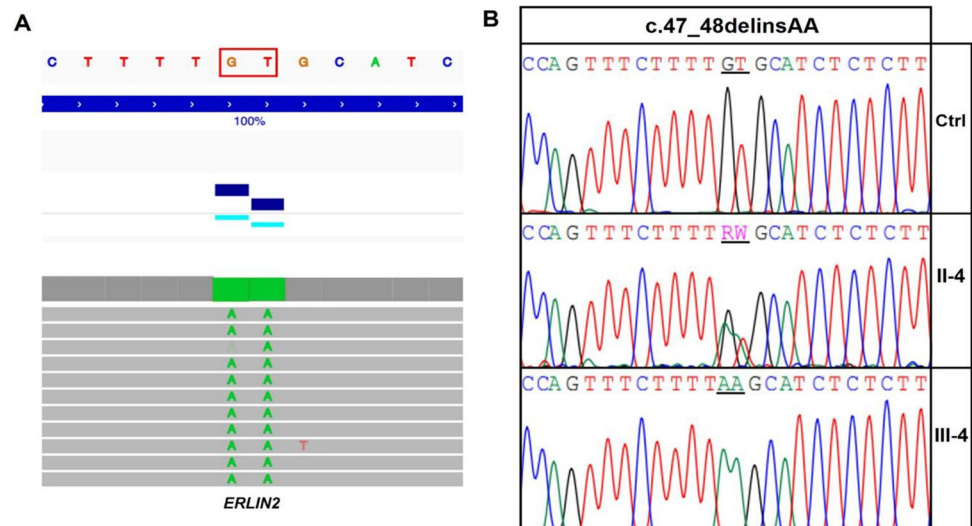 A
C T T T T G T G C A T C
100%
A A
A A
A A
A A
A A
A A
A A
A A
A A T
A A
A A
ERLIN2
B
c.47_48delinsAA
CCAGTTTCTTTTGTGCATCTCTCTT
Ctrl
CCAGTTTCTTTTRWGCATCTCTCTT
II-4
CCAGTTTCTTTTAAGCATCTCTCTT
III-4